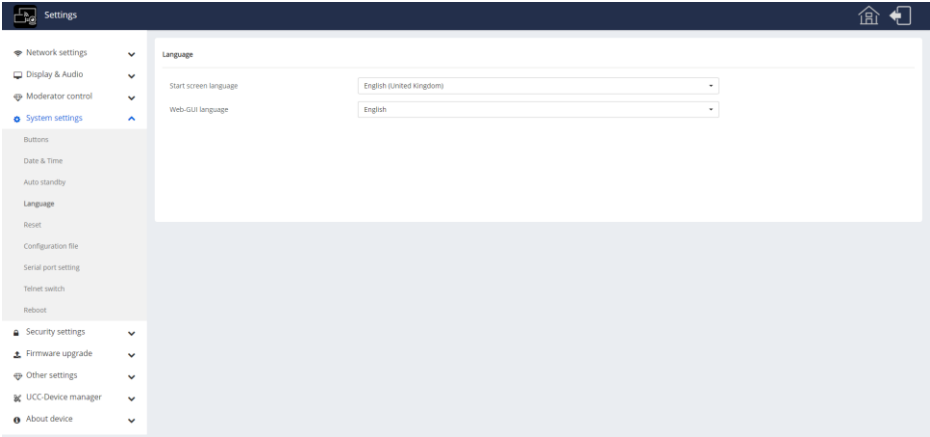 Settings
Network settings
Display & Audio
Moderator control
System settings
Buttons
Date & Time
Auto standby
Language
Reset
Configuration file
Serial port setting
Telnet switch
Reboot
Security settings
Firmware upgrade
Other settings
UCC-Device manager
About device
Language
Start screen language English (United Kingdom)
Web-GUI language English